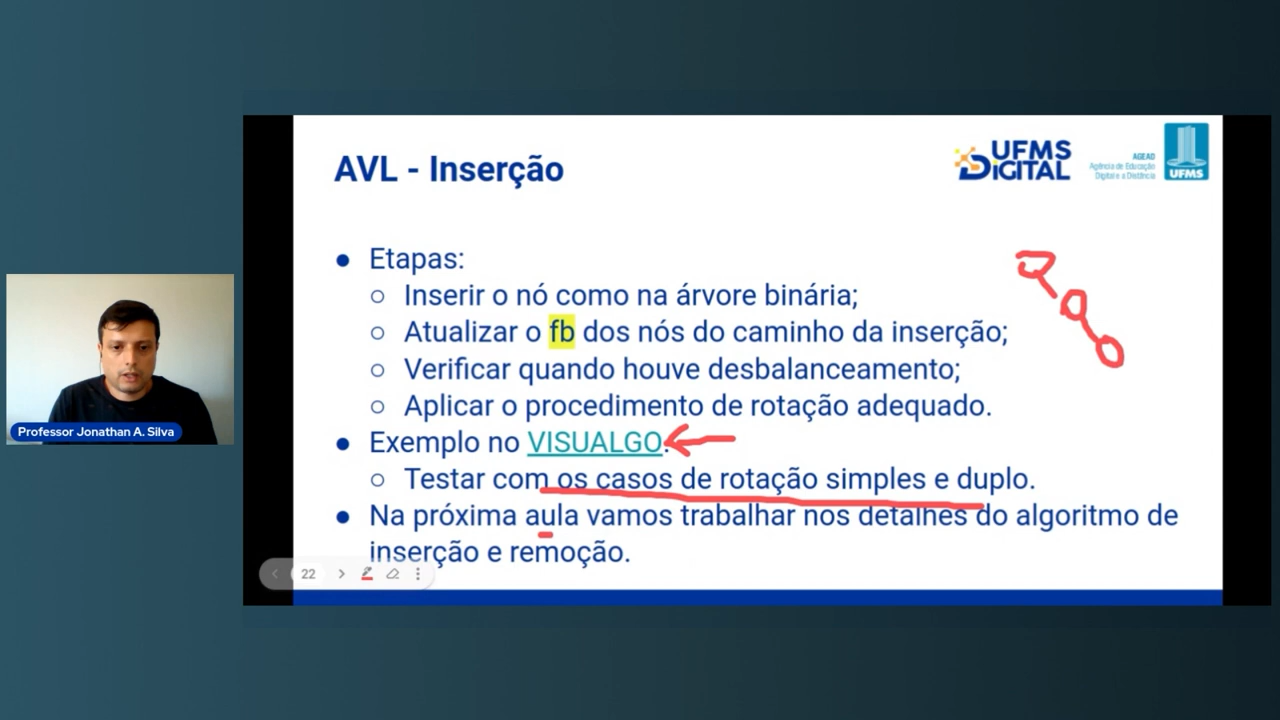 AVL - Inserção
UFMS
DIGITAL
AGEAD
Agência de Educação
Digital e a Distância
UFMS
● Etapas:
○ Inserir o nó como na árvore binária;
○ Atualizar o fb dos nós do caminho da inserção;
○ Verificar quando houve desbalanceamento;
○ Aplicar o procedimento de rotação adequado.
● Exemplo no VISUALGO.
○ Testar com os casos de rotação simples e duplo.
● Na próxima aula vamos trabalhar nos detalhes do algoritmo de
inserção e remoção.
22
Professor Jonathan A. Silva